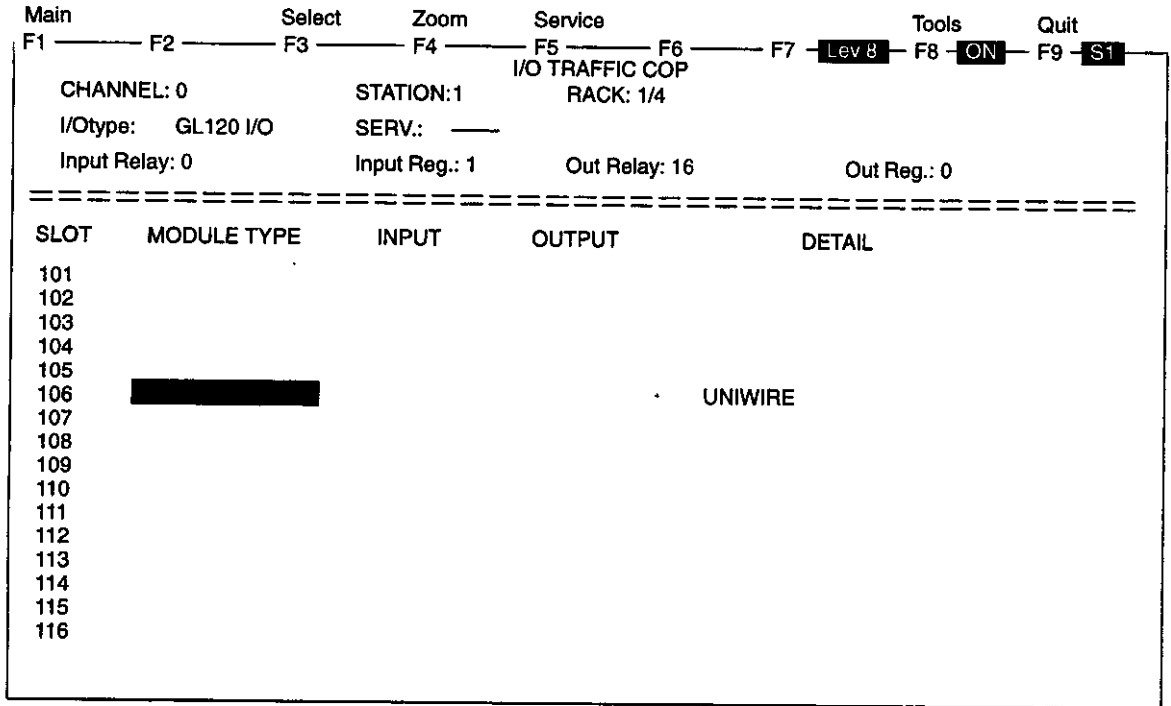 Main Select Zoom Service Tools Quit
F1 F2 F3 F4 F5 F6 F7 Lev 8 F8 ON F9 S1
I/O TRAFFIC COP
CHANNEL: 0 STATION:1 RACK: 1/4
I/Otype: GL120 I/O SERV.:
Input Relay: 0 Input Reg.: 1 Out Relay: 16 Out Reg.: 0
SLOT MODULE TYPE INPUT OUTPUT DETAIL
101
102
103
104
105
106 UNIWIRE
107
108
109
110
111
112
113
114
115
116